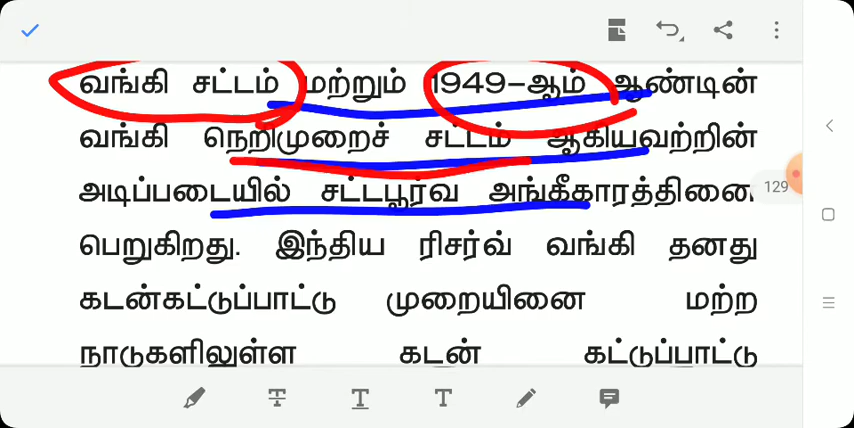 வங்கி சட்டம் மற்றும் 1949-ஆம் ஆண்டின்
வங்கி நெறிமுறைச் சட்டம் ஆகியவற்றின்
அடிப்படையில் சட்டபூர்வ அங்கீகாரத்தினை
129
பெறுகிறது. இந்திய ரிசர்வ் வங்கி தனது
கடன்கட்டுப்பாட்டு முறையினை மற்ற
நாடுகளிலுள்ள கடன் கட்டுப்பாட்டு